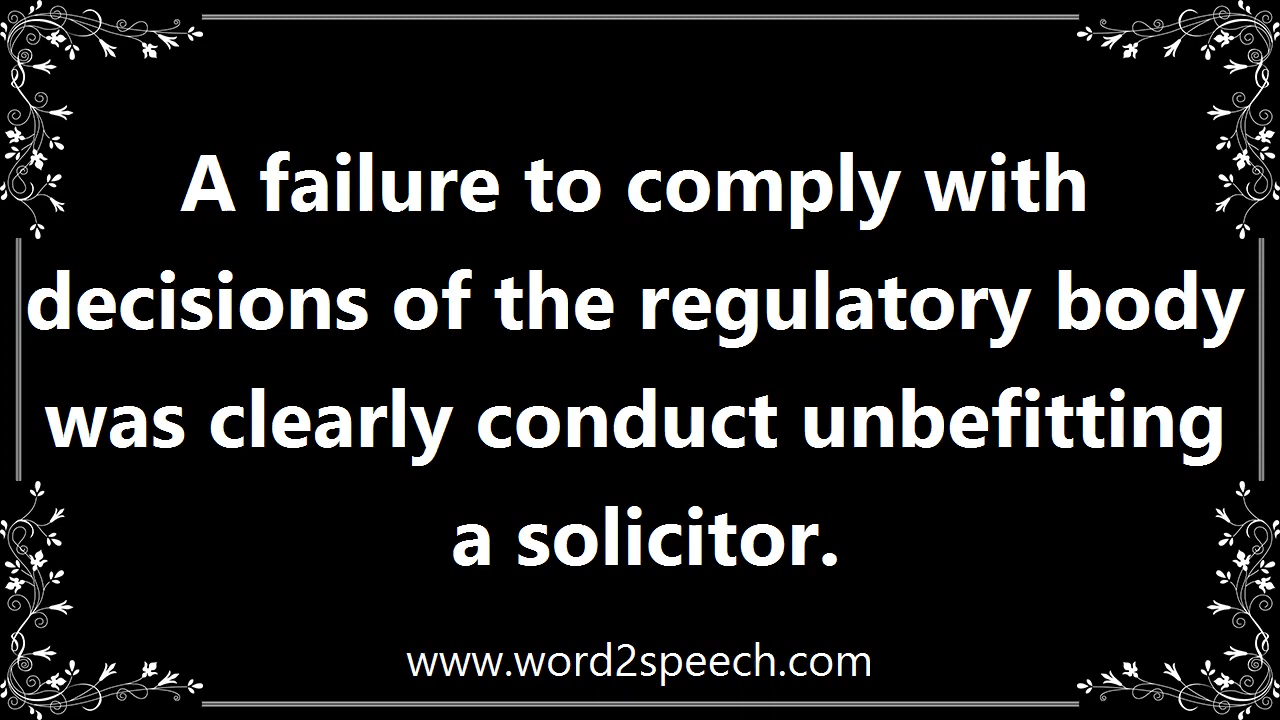 A failure to comply with
decisions of the regulatory body
was clearly conduct unbefitting
a solicitor.
www.word2speech.com